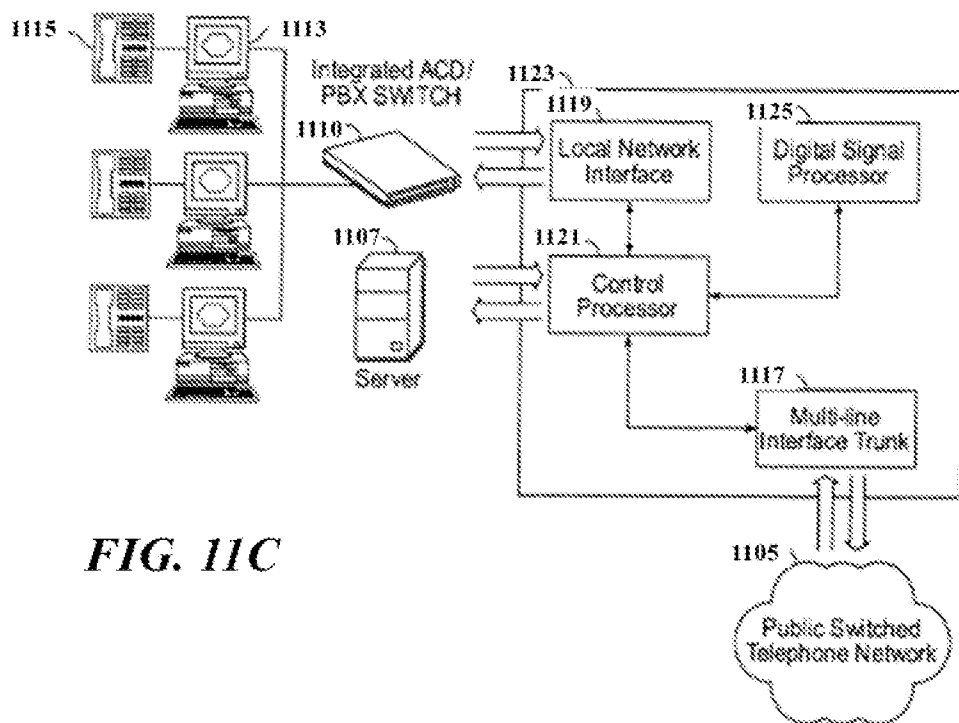 1115
1113
Integrated ACD/
PBX SWITCH
1110
1123
1119
Local Network
Interface
1125
Digital Signal
Processor
1107
Server
1121
Control
Processor
1117
Multi-line
Interface Trunk
1105
Public Switched
Telephone Network
FIG. 11C